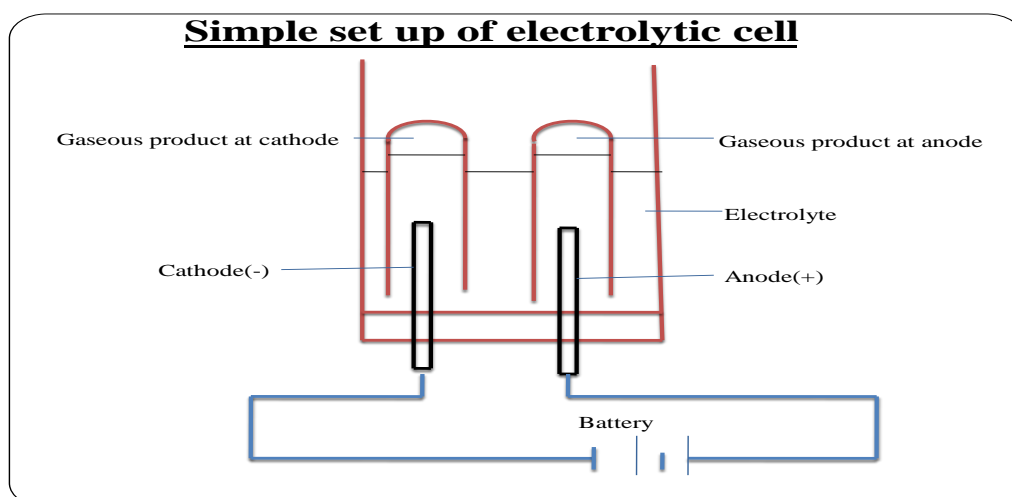 Simple set up of electrolytic cell
Gaseous product at cathode
Gaseous product at anode
Electrolyte
Cathode(-)
Anode(+)
Battery